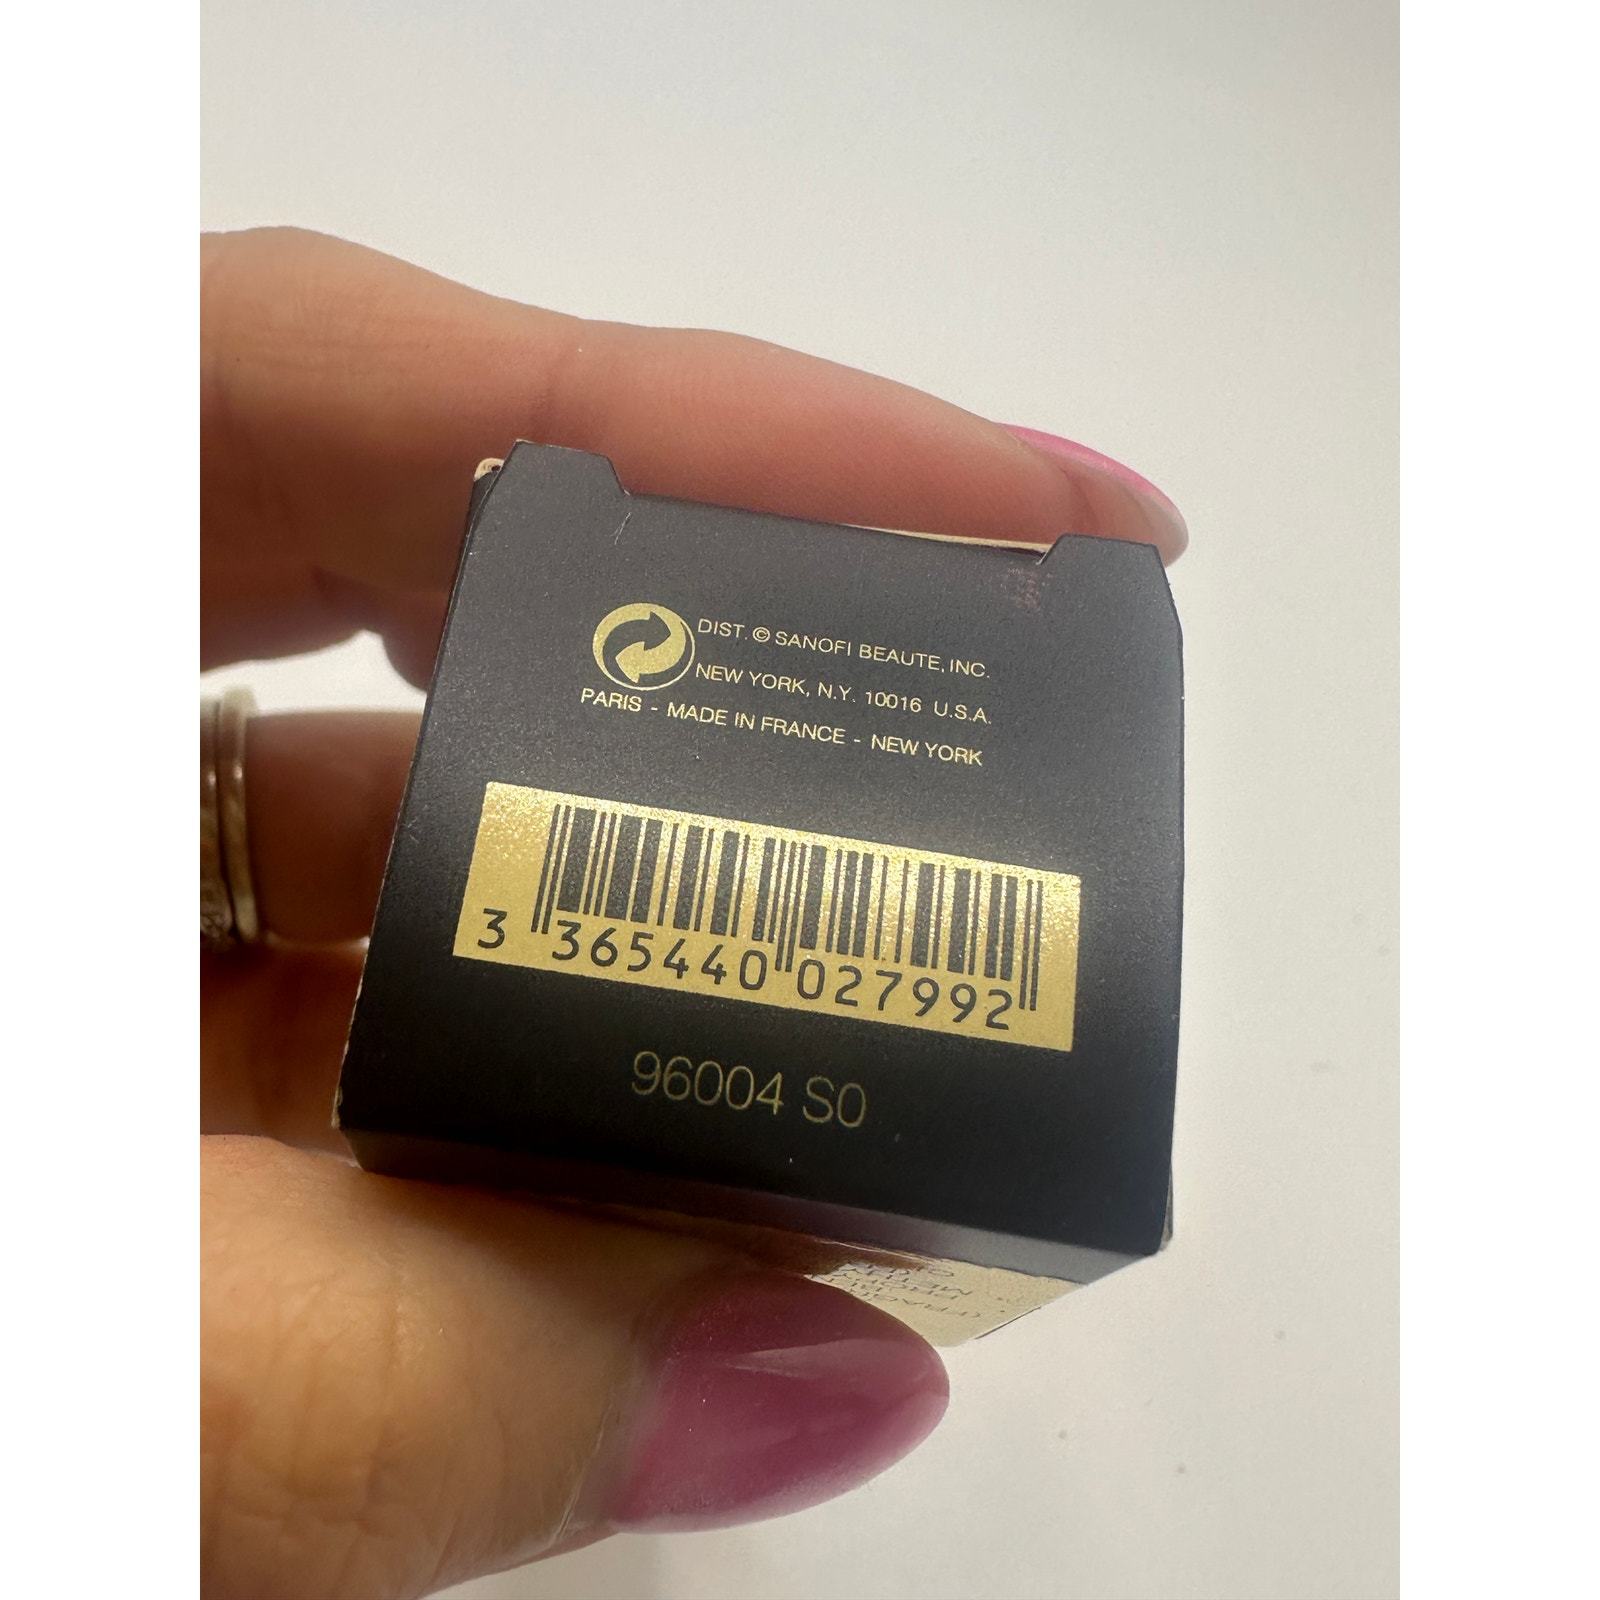 DIST. © SANOFI BEAUTE, INC.
NEW YORK, N.Y. 10016 U.S.A.
PARIS - MADE IN FRANCE - NEW YORK
3 365440 027992
96004 S0